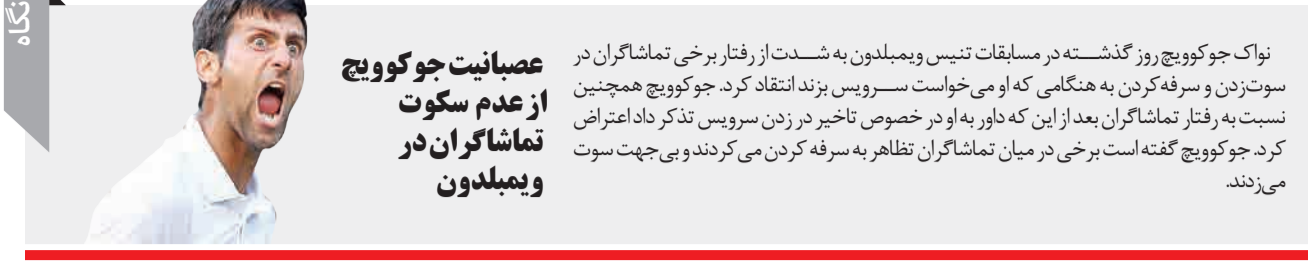 نگاه
عصبانیت جوکوویچ
از عدم سکوت
تماشاگران در
ویمبلدون
نواک جوکوویچ روز گذشته در مسابقات تنیس ویمبلدون به شدت از رفتار برخی تماشاگران در
سوت‌زدن و سرفه کردن به هنگامی که او می‌خواست سرویس بزند انتقاد کرد. جوکوویچ همچنین
نسبت به رفتار تماشاگران بعد از این که داور به او در خصوص تاخیر در زدن سرویس تذکر داد اعتراض
کرد. جوکوویچ گفته است برخی در میان تماشاگران تظاهر به سرفه کردن می‌کردند و بی‌جهت سوت
می‌زدند.